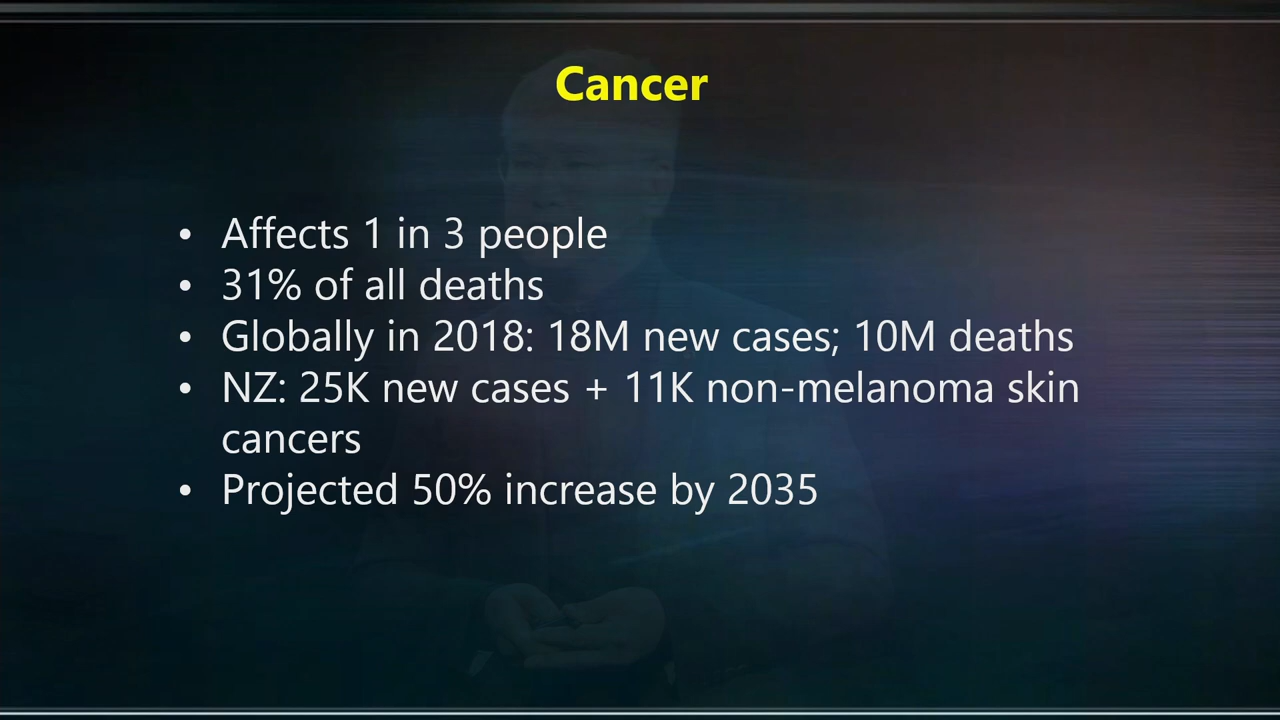 Cancer
• Affects 1 in 3 people
• 31% of all deaths
• Globally in 2018: 18M new cases; 10M deaths
• NZ: 25K new cases + 11K non-melanoma skin
cancers
• Projected 50% increase by 2035